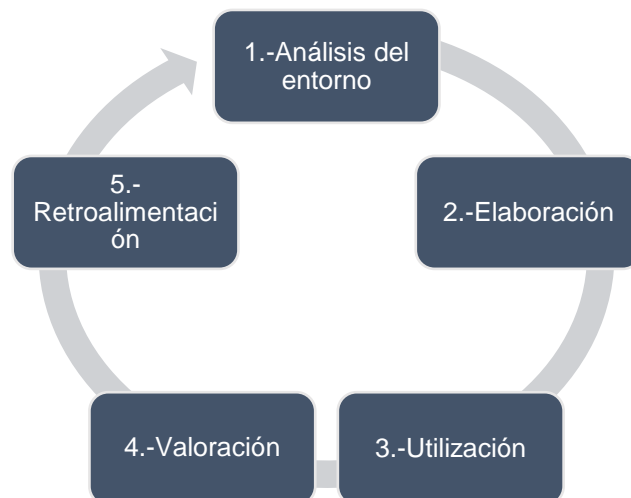 1.-Análisis del
entorno
2.-Elaboración
3.-Utilización
4.-Valoración
5.-
Retroalimentaci
ón